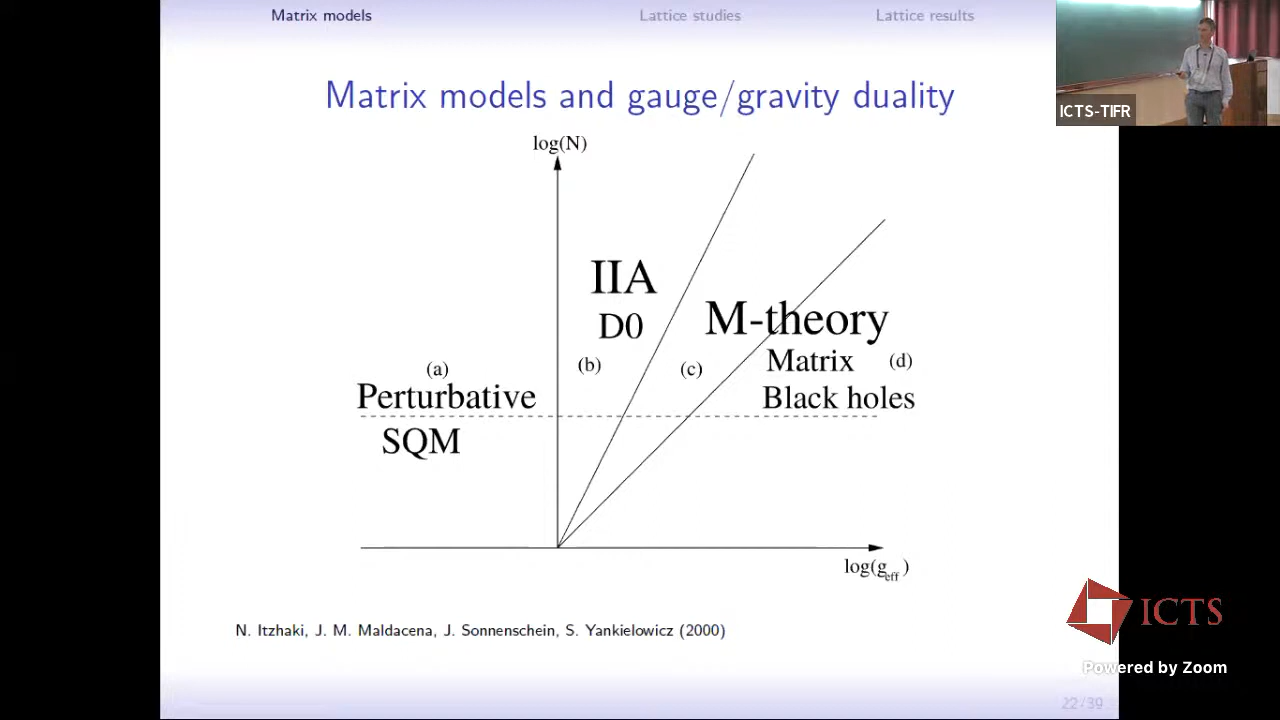 Matrix models Lattice studies Lattice results
ICTS-TIFR
Matrix models and gauge/gravity duality
log(N)
IIA
D0
M-theory
(a) (b) (c) Matrix (d)
Perturbative Black holes
SQM
log(g_eff)
N. Itzhaki, J. M. Maldacena, J. Sonnenschein, S. Yankielowicz (2000)
ICTS
Powered by Zoom
22/39